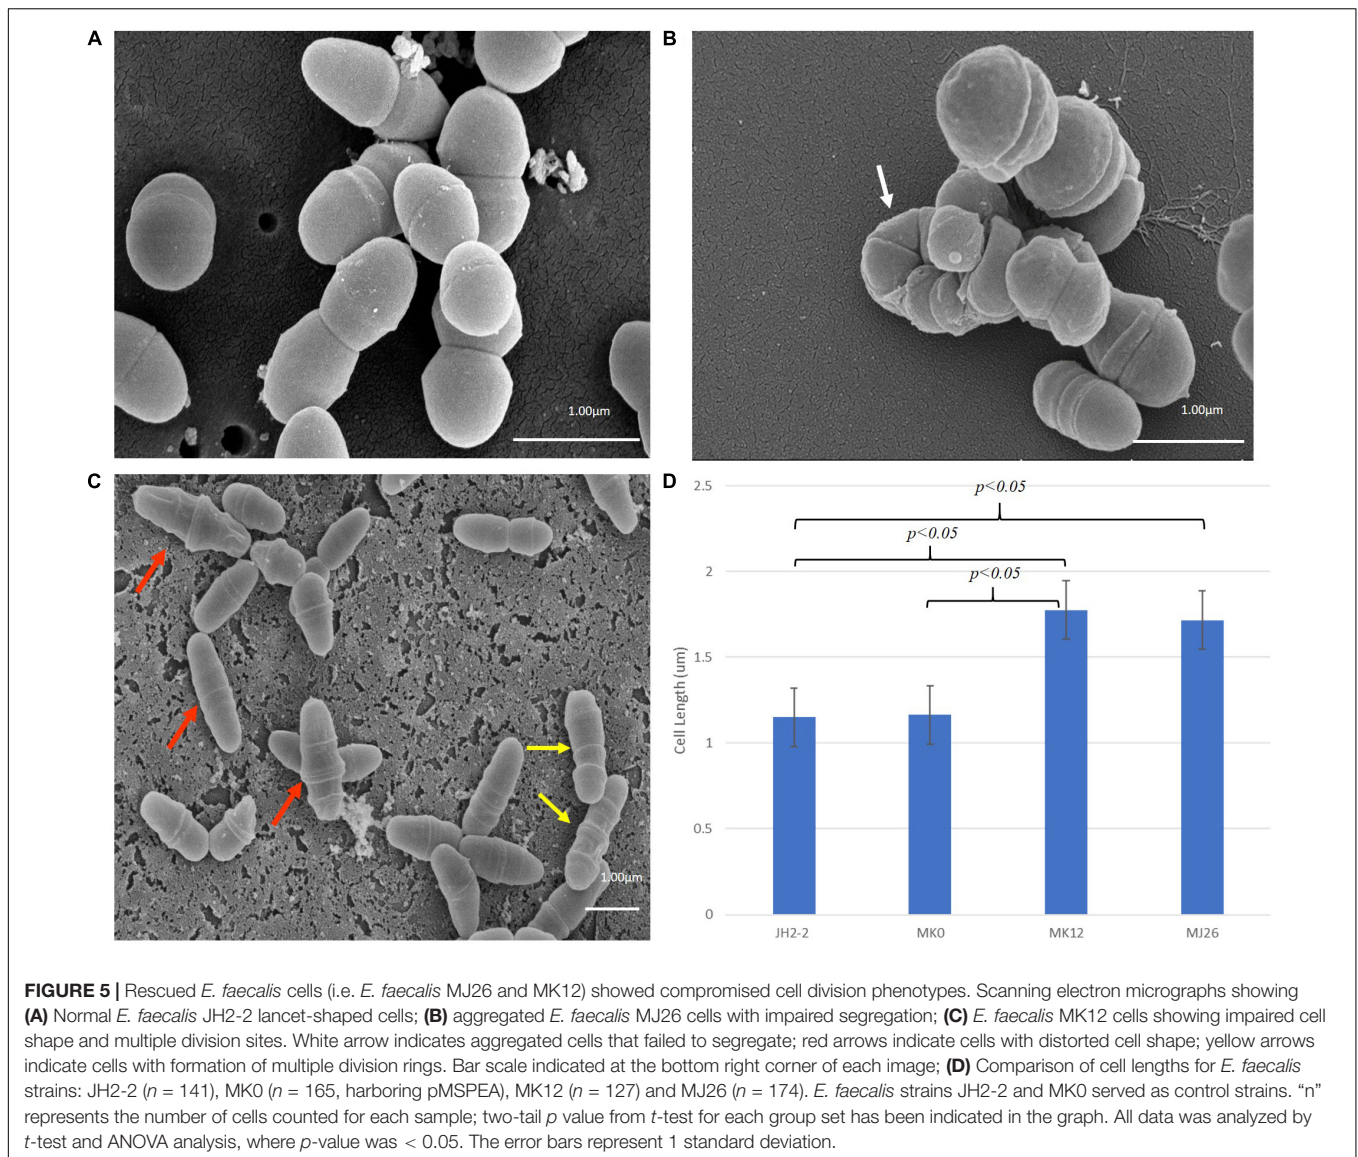 A
B
1.00µm
1.00µm
C
1.00µm
D
2.5
2
1.5
1
0.5
0
Cell Length (um)
p<0.05
p<0.05
p<0.05
JH2-2 MK0 MK12 MJ26
FIGURE 5 | Rescued E. faecalis cells (i.e. E. faecalis MJ26 and MK12) showed compromised cell division phenotypes. Scanning electron micrographs showing
(A) Normal E. faecalis JH2-2 lancet-shaped cells; (B) aggregated E. faecalis MJ26 cells with impaired segregation; (C) E. faecalis MK12 cells showing impaired cell
shape and multiple division sites. White arrow indicates aggregated cells that failed to segregate; red arrows indicate cells with distorted cell shape; yellow arrows
indicate cells with formation of multiple division rings. Bar scale indicated at the bottom right corner of each image; (D) Comparison of cell lengths for E. faecalis
strains: JH2-2 (n = 141), MK0 (n = 165, harboring pMSPEA), MK12 (n = 127) and MJ26 (n = 174). E. faecalis strains JH2-2 and MK0 served as control strains. “n”
represents the number of cells counted for each sample; two-tail p value from t-test for each group set has been indicated in the graph. All data was analyzed by
t-test and ANOVA analysis, where p-value was < 0.05. The error bars represent 1 standard deviation.